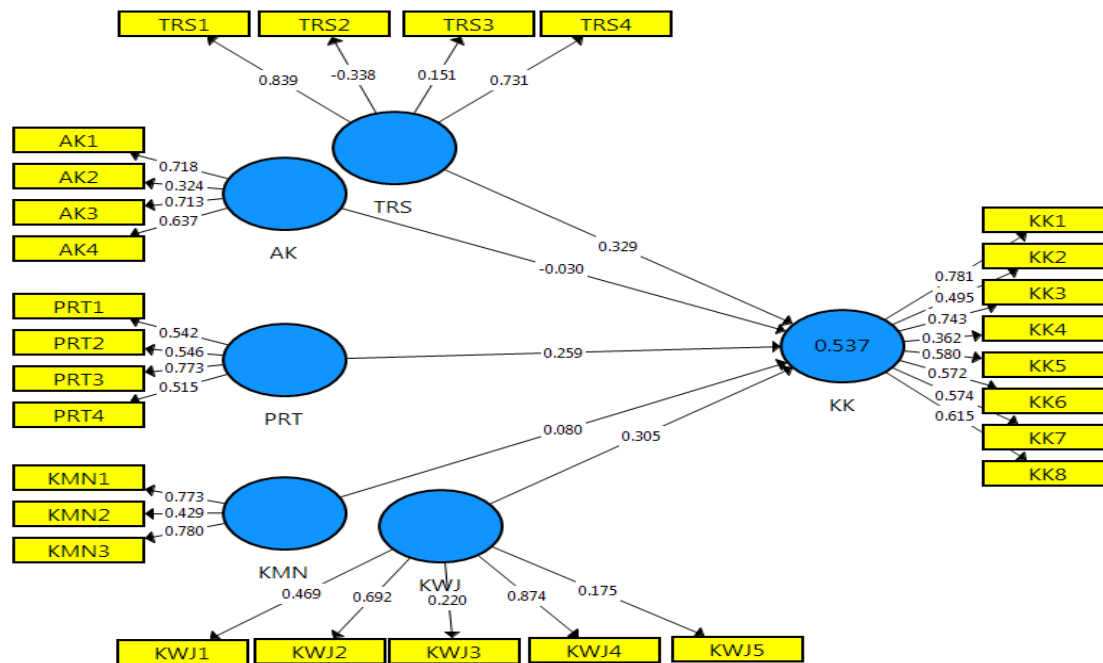 TRS1 TRS2 TRS3 TRS4
0.839 -0.338 0.151 0.731
TRS
AK1
AK2
AK3
AK4
0.718
0.324
0.713
0.637
AK
0.329
-0.030
PRT1
PRT2
PRT3
PRT4
0.542
0.546
0.773
0.515
PRT
0.259
KMN1
KMN2
KMN3
0.773
0.429
0.780
KMN
0.080
0.305
KWJ
0.469 0.692 0.220 0.874 0.175
KWJ1 KWJ2 KWJ3 KWJ4 KWJ5
0.537
KK
0.781
0.495
0.743
0.362
0.580
0.572
0.574
0.615
KK1
KK2
KK3
KK4
KK5
KK6
KK7
KK8